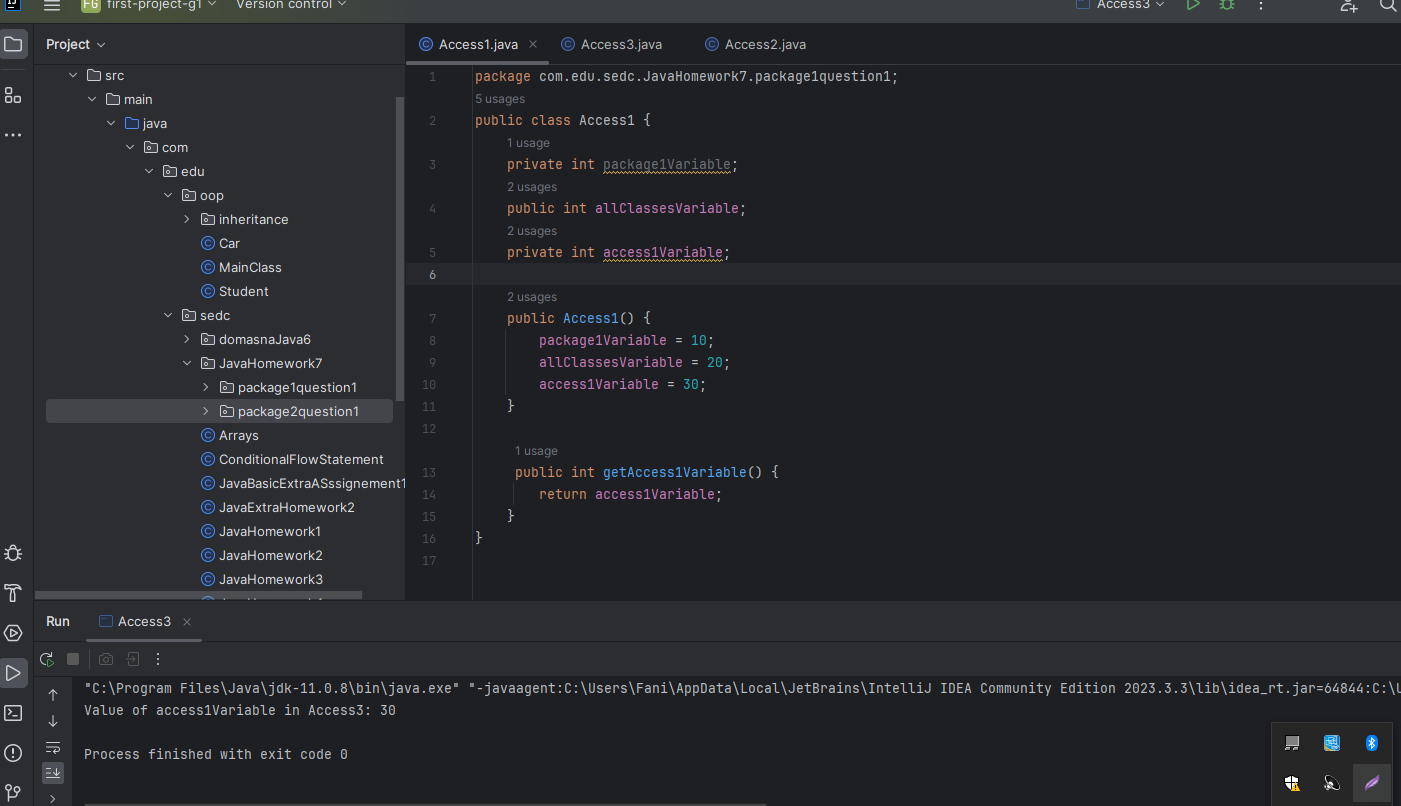 FG first-project-g1 Version control Access3
Project
Access1.java Access3.java Access2.java
src
main
java
com
edu
oop
inheritance
Car
MainClass
Student
sedc
domasnaJava6
JavaHomework7
package1question1
package2question1
Arrays
ConditionalFlowStatement
JavaBasicExtraASssignement1
JavaExtraHomework2
JavaHomework1
JavaHomework2
JavaHomework3
1 package com.edu.sedc.JavaHomework7.package1question1;
5 usages
2 public class Access1 {
1 usage
3 private int package1Variable;
2 usages
4 public int allClassesVariable;
2 usages
5 private int access1Variable;
6
2 usages
7 public Access1() {
8 package1Variable = 10;
9 allClassesVariable = 20;
10 access1Variable = 30;
11 }
12
1 usage
13 public int getAccess1Variable() {
14 return access1Variable;
15 }
16 }
17
Run Access3
"C:\Program Files\Java\jdk-11.0.8\bin\java.exe" "-javaagent:C:\Users\Fani\AppData\Local\JetBrains\IntelliJ IDEA Community Edition 2023.3.3\lib\idea_rt.jar=64844:C:\U
Value of access1Variable in Access3: 30
Process finished with exit code 0